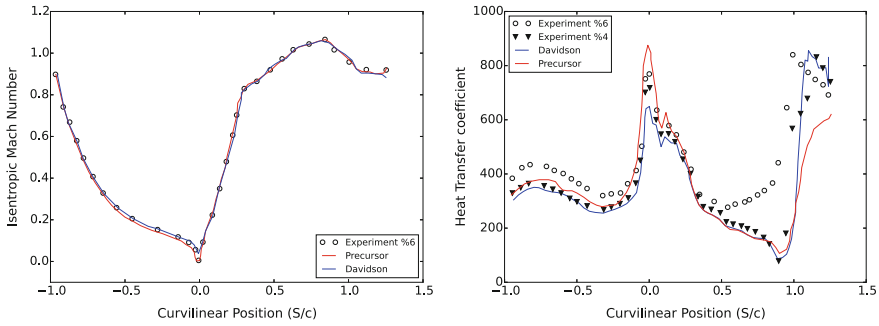 Isentropic Mach Number
1.2
1.0
0.8
0.6
0.4
0.2
0.0
−1.0 −0.5 0.0 0.5 1.0 1.5
Curvilinear Position (S/c)
Experiment %6
Precursor
Davidson
Heat Transfer coefficient
1000
800
600
400
200
0
−1.0 −0.5 0.0 0.5 1.0 1.5
Curvilinear Position (S/c)
Experiment %6
Experiment %4
Davidson
Precursor